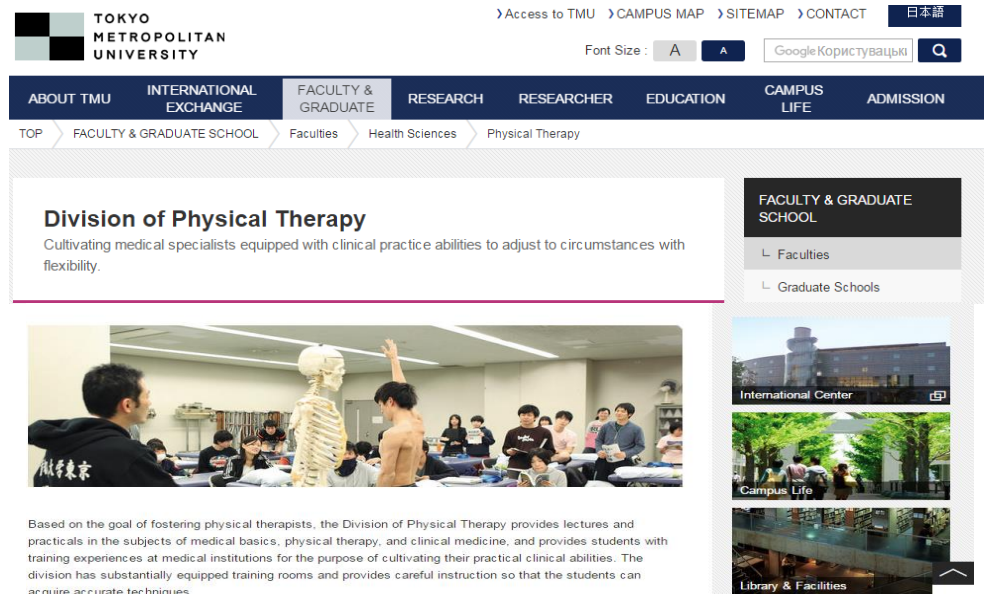 TOKYO
METROPOLITAN
UNIVERSITY
Access to TMU CAMPUS MAP SITEMAP CONTACT 日本語
Font Size : A A Google Користувацьки
ABOUT TMU INTERNATIONAL EXCHANGE FACULTY & GRADUATE RESEARCH RESEARCHER EDUCATION CAMPUS LIFE ADMISSION
TOP FACULTY & GRADUATE SCHOOL Faculties Health Sciences Physical Therapy
Division of Physical Therapy
Cultivating medical specialists equipped with clinical practice abilities to adjust to circumstances with
flexibility.
FACULTY & GRADUATE
SCHOOL
Faculties
Graduate Schools
International Center
Campus Life
Library & Facilities
Based on the goal of fostering physical therapists, the Division of Physical Therapy provides lectures and
practicals in the subjects of medical basics, physical therapy, and clinical medicine, and provides students with
training experiences at medical institutions for the purpose of cultivating their practical clinical abilities. The
division has substantially equipped training rooms and provides careful instruction so that the students can
acquire accurate techniques